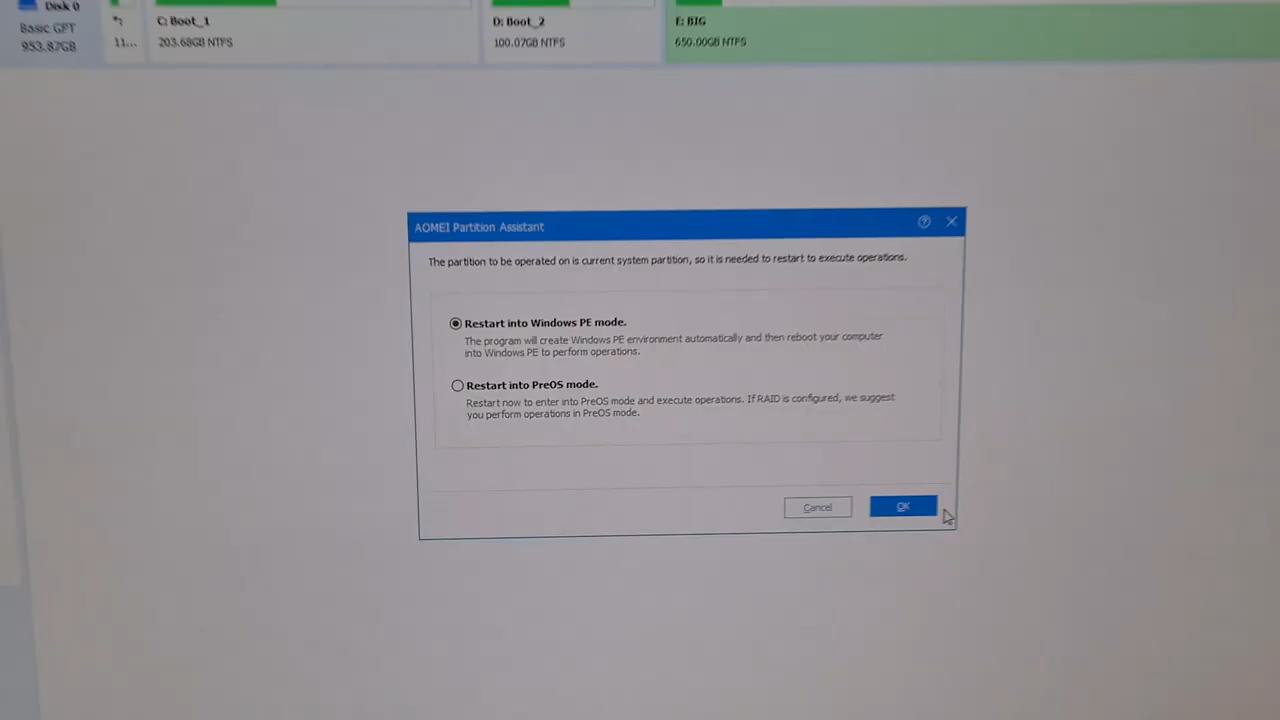 Disk 0
Basic GPT
953.87GB
*:
11...
C: Boot_1
203.68GB NTFS
D: Boot_2
100.07GB NTFS
E: BIG
650.00GB NTFS
AOMEI Partition Assistant
The partition to be operated on is current system partition, so it is needed to restart to execute operations.
Restart into Windows PE mode.
The program will create Windows PE environment automatically and then reboot your computer
into Windows PE to perform operations.
Restart into PreOS mode.
Restart now to enter into PreOS mode and execute operations. If RAID is configured, we suggest
you perform operations in PreOS mode.
Cancel
OK